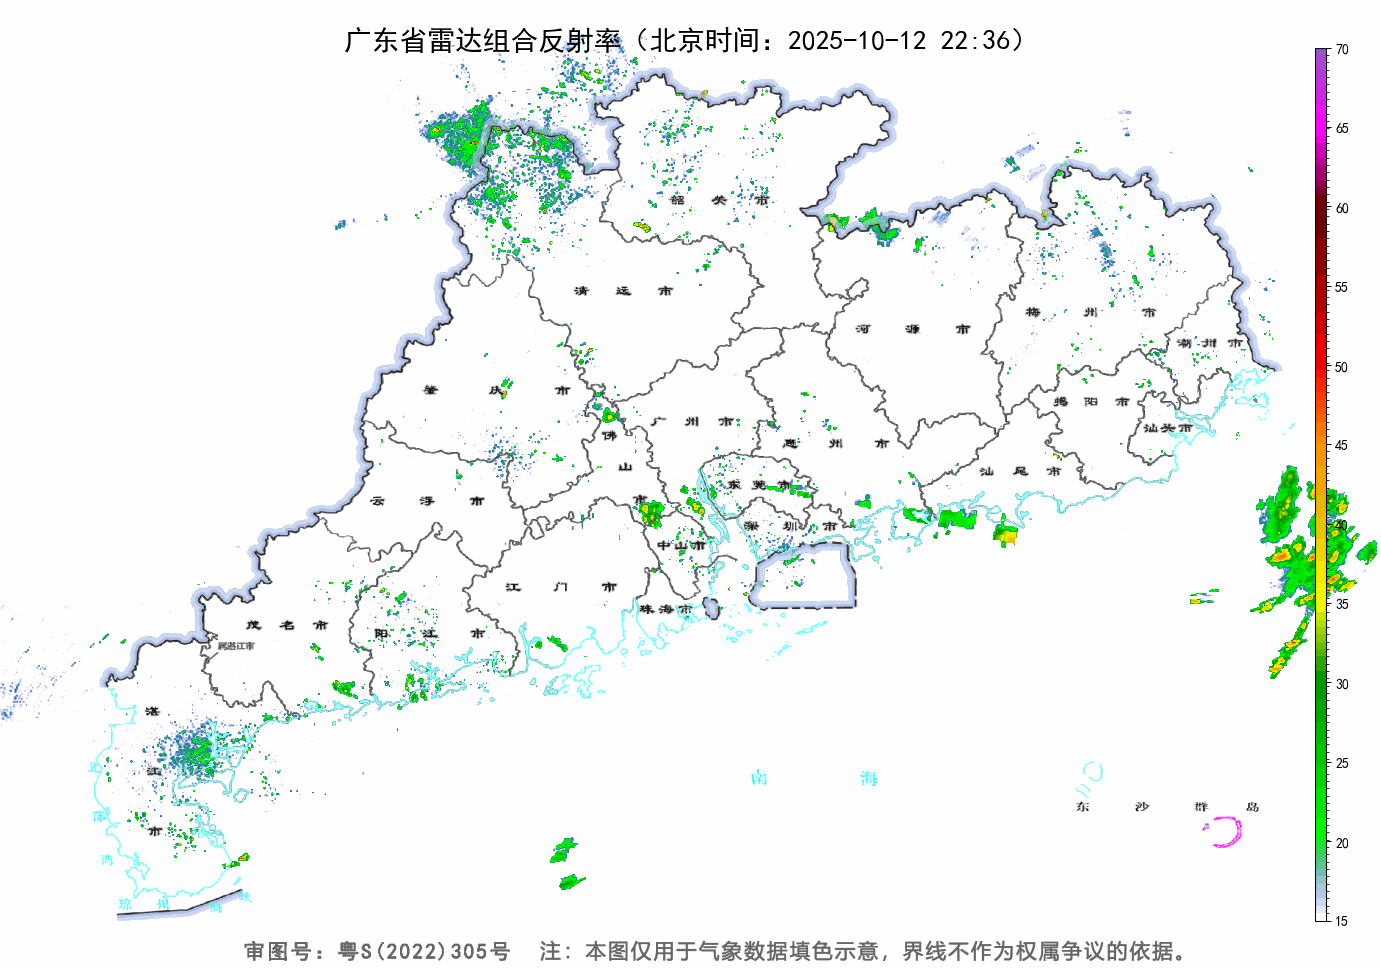 广东省雷达组合反射率（北京时间：2025-10-12 22:36）
70
65
60
55
50
45
40
35
30
25
20
15
韶关市
清远市
河源市
梅州市
潮州市
肇庆市
广州市
揭阳市
汕头市
佛山市
惠州市
汕尾市
云浮市
东莞市
深圳市
中山市
江门市
珠海市
茂名市
阳江市
属湛江市
湛江市
北部湾
南海
东沙群岛
琼州海峡
审图号：粤S(2022)305号 注：本图仅用于气象数据填色示意，界线不作为权属争议的依据。